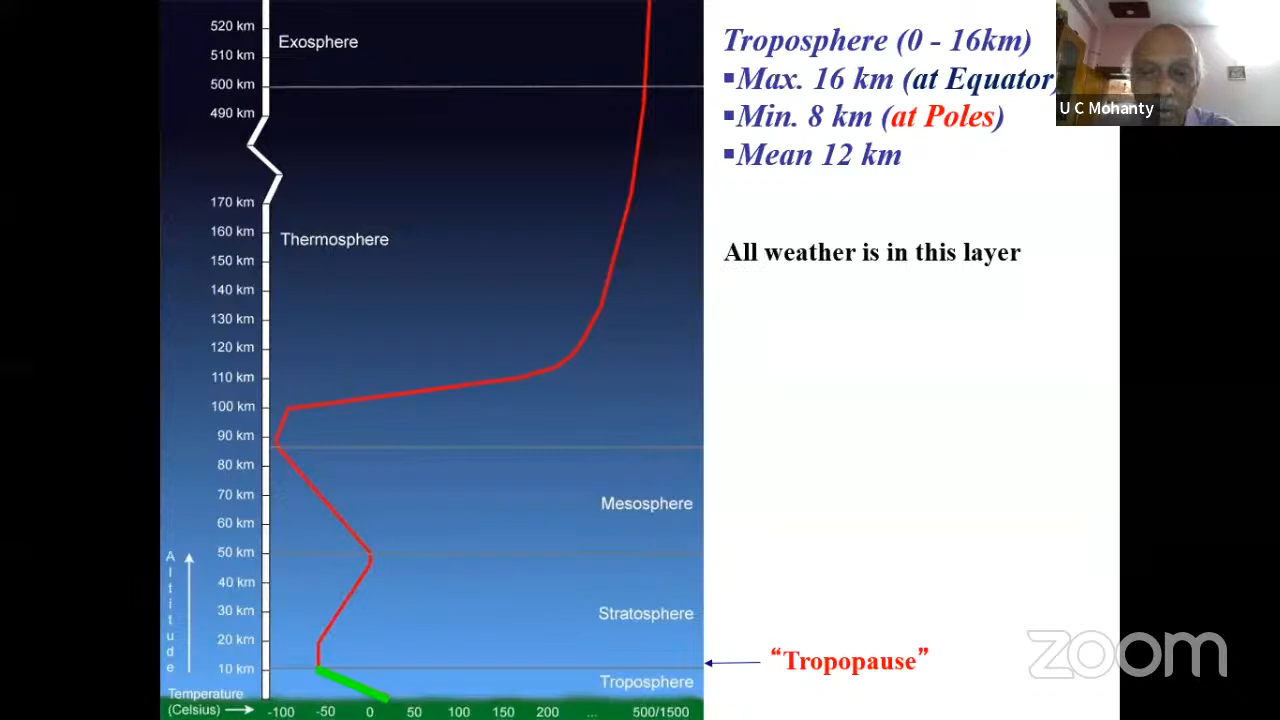 520 km
Exosphere
510 km
500 km
490 km
170 km
160 km
Thermosphere
150 km
140 km
130 km
120 km
110 km
100 km
90 km
80 km
70 km
Mesosphere
60 km
50 km
40 km
30 km
Stratosphere
20 km
10 km
Troposphere
Altitude
Temperature
(Celsius)
-100 -50 0 50 100 150 200 ... 500/1500
Troposphere (0 - 16km)
▪Max. 16 km (at Equator)
▪Min. 8 km (at Poles)
▪Mean 12 km
All weather is in this layer
“Tropopause”
U C Mohanty
zoom